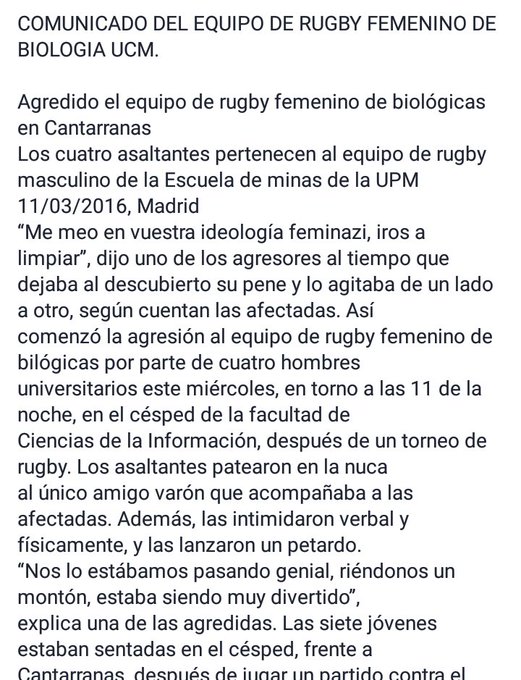 COMUNICADO DEL EQUIPO DE RUGBY FEMENINO DE
BIOLOGIA UCM.
Agredido el equipo de rugby femenino de biológicas
en Cantarranas
Los cuatro asaltantes pertenecen al equipo de rugby
masculino de la Escuela de minas de la UPM
11/03/2016, Madrid
“Me meo en vuestra ideología feminazi, iros a
limpiar”, dijo uno de los agresores al tiempo que
dejaba al descubierto su pene y lo agitaba de un lado
a otro, según cuentan las afectadas. Así
comenzó la agresión al equipo de rugby femenino de
bilógicas por parte de cuatro hombres
universitarios este miércoles, en torno a las 11 de la
noche, en el césped de la facultad de
Ciencias de la Información, después de un torneo de
rugby. Los asaltantes patearon en la nuca
al único amigo varón que acompañaba a las
afectadas. Además, las intimidaron verbal y
físicamente, y las lanzaron un petardo.
“Nos lo estábamos pasando genial, riéndonos un
montón, estaba siendo muy divertido”,
explica una de las agredidas. Las siete jóvenes
estaban sentadas en el césped, frente a
Cantarranas, después de jugar un partido contra el